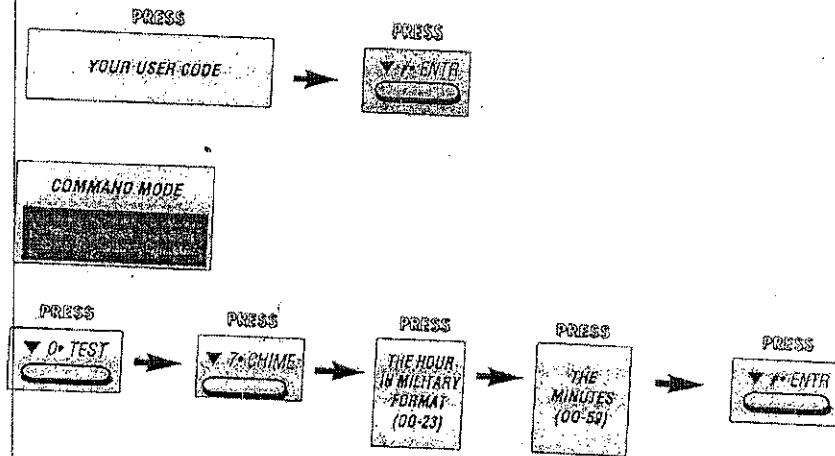 PRESS
YOUR USER CODE
PRESS
▼ #• ENTR
COMMAND MODE
PRESS
▼ 0• TEST
PRESS
▼ 7• CHIME
PRESS
THE HOUR
IN MILITARY
FORMAT
(00-23)
PRESS
THE
MINUTES
(00-59)
PRESS
▼ #• ENTR